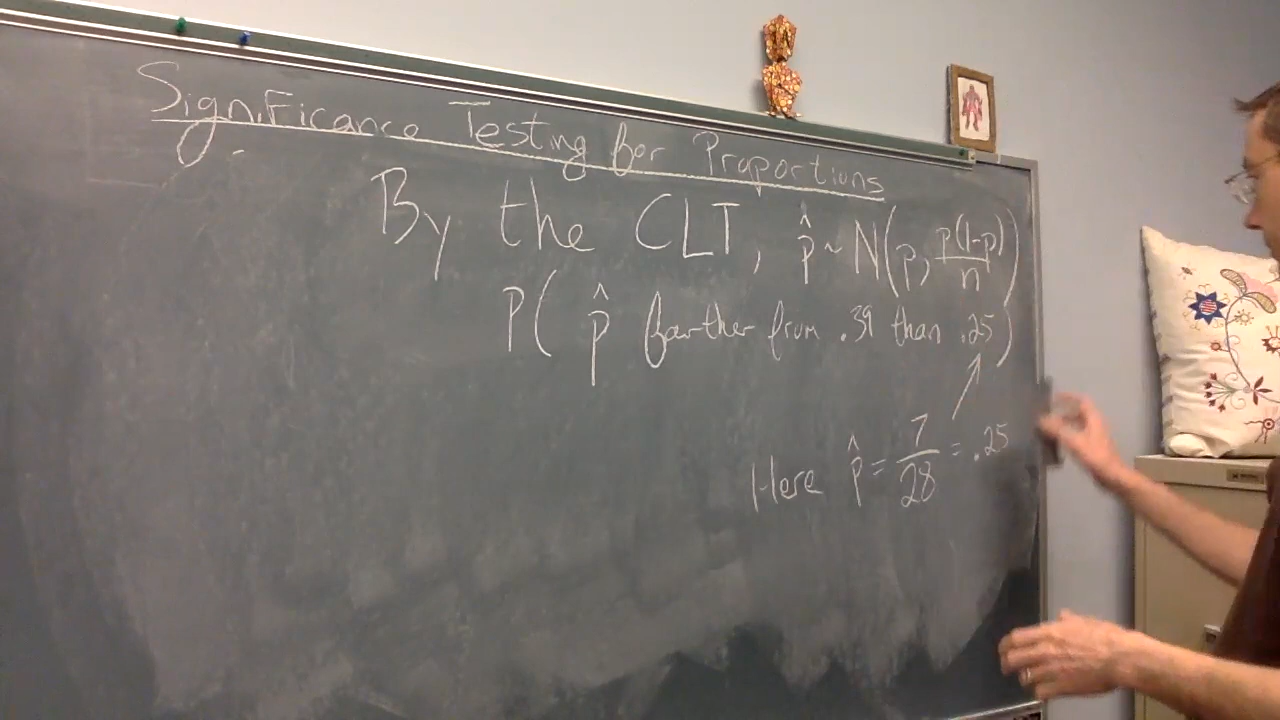 Significance Testing for Proportions
By the CLT, p̂ ~ N(p, p(1-p)/n)
P( p̂ farther from .39 than .25)
Here p̂ = 7/28 = .25